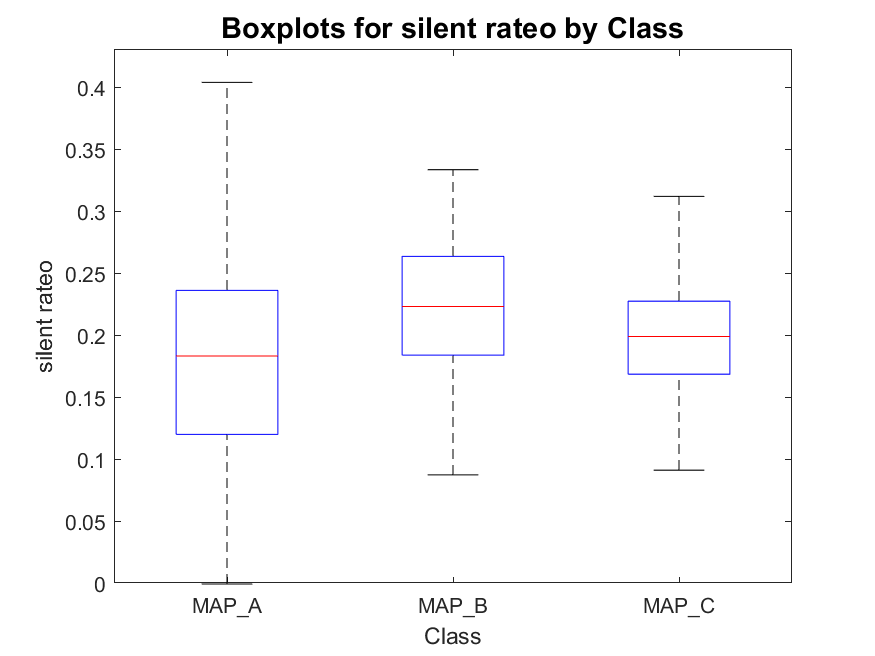 Boxplots for silent rateo by Class
0.4
0.35
0.3
0.25
0.2
0.15
0.1
0.05
0
silent rateo
MAP_A MAP_B MAP_C
Class